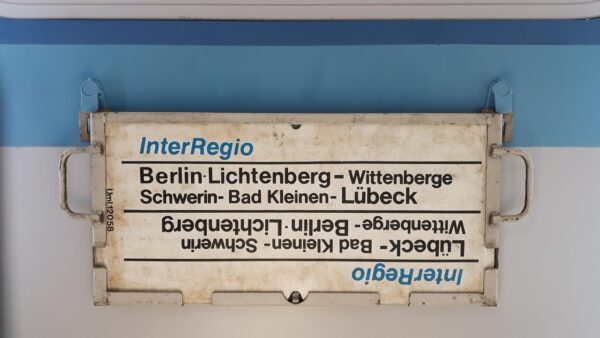 InterRegio
Berlin-Lichtenberg - Wittenberge
Schwerin - Bad Kleinen - Lübeck
InterRegio
Lübeck - Bad Kleinen - Schwerin
Wittenberge - Berlin-Lichtenberg